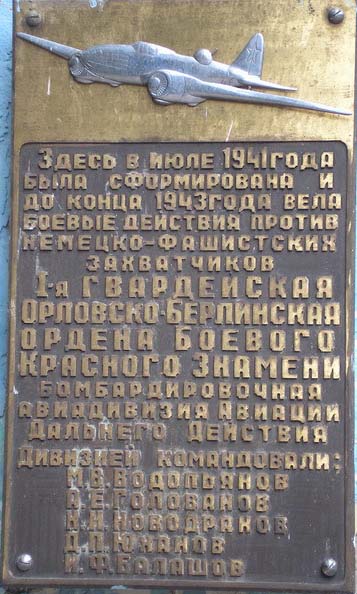 Здесь в июле 1941 года
была сформирована и
до конца 1943 года вела
боевые действия против
немецко-фашистских
захватчиков
1-я гвардейская
Орловско-Берлинская
ордена Боевого
Красного Знамени
бомбардировочная
авиадивизия Авиации
Дальнего Действия
Дивизией командовали:
М.В.Водопьянов
А.Е.Голованов
Н.Н.Новодранов
Д.П.Юханов
И.Ф.Балашов